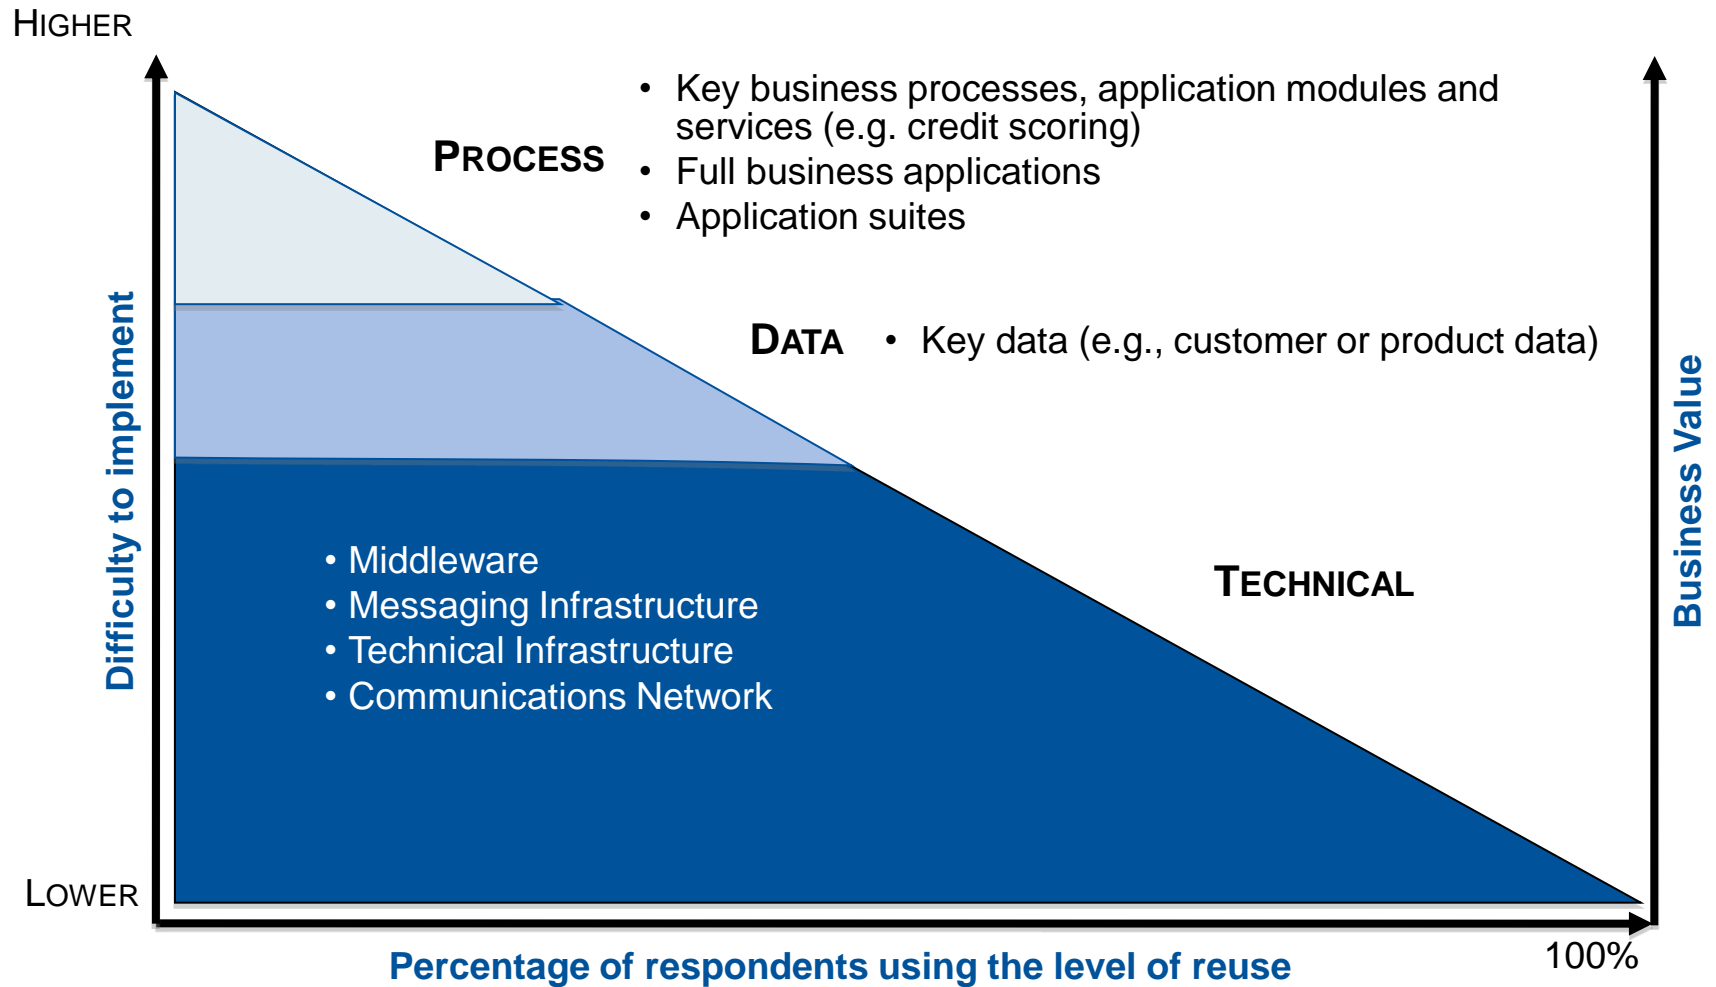 HIGHER
• Key business processes, application modules and
services (e.g. credit scoring)
PROCESS
• Full business applications
• Application suites
DATA • Key data (e.g., customer or product data)
Difficulty to implement
Business Value
• Middleware
• Messaging Infrastructure
• Technical Infrastructure
• Communications Network
TECHNICAL
LOWER
100%
Percentage of respondents using the level of reuse